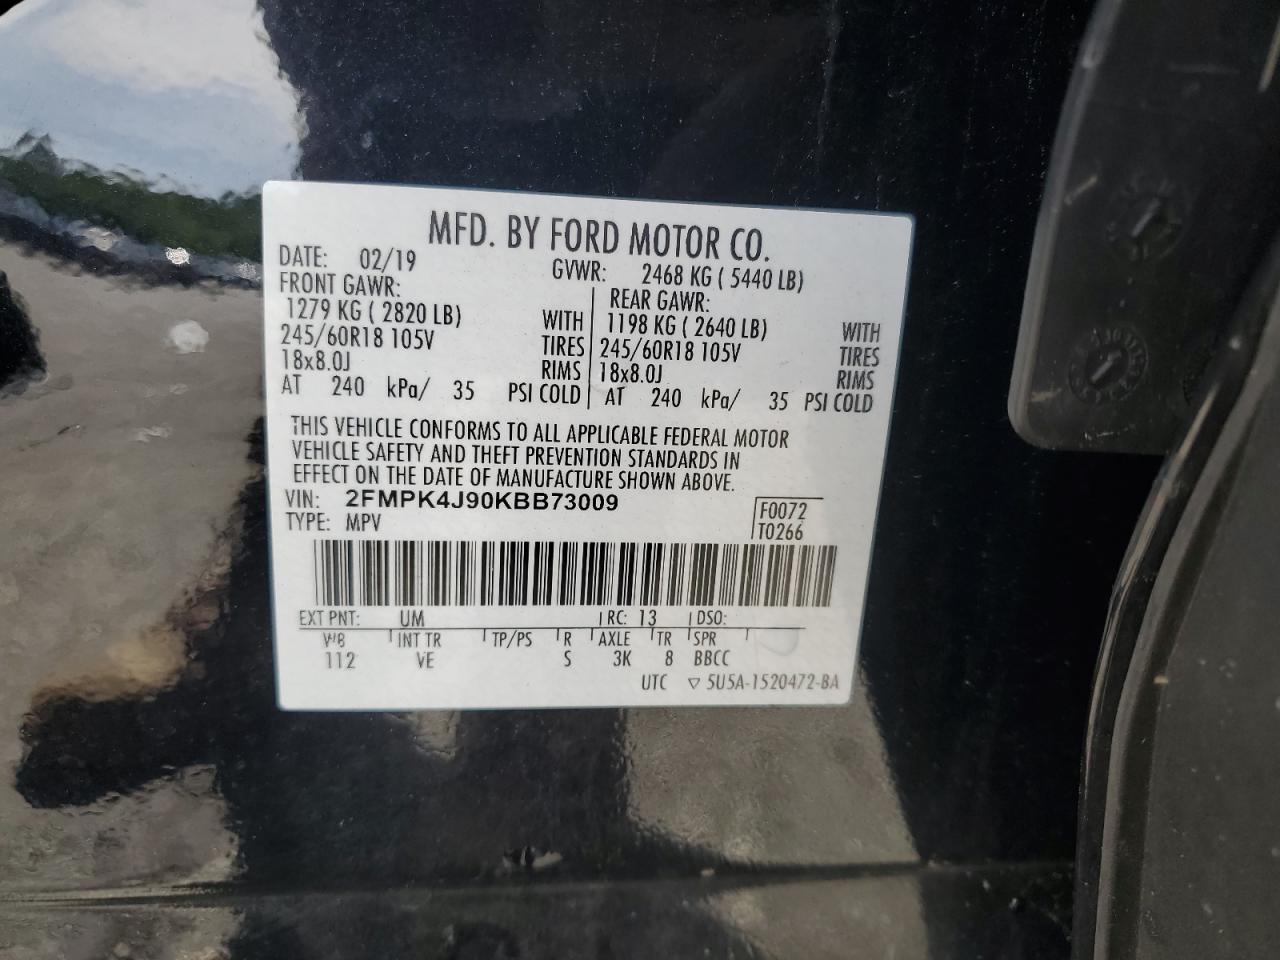 MFD. BY FORD MOTOR CO.
DATE: 02/19 GVWR: 2468 KG ( 5440 LB)
FRONT GAWR: REAR GAWR:
1279 KG ( 2820 LB) WITH 1198 KG ( 2640 LB) WITH
245/60R18 105V TIRES 245/60R18 105V TIRES
18x8.0J RIMS 18x8.0J RIMS
AT 240 kPa/ 35 PSI COLD AT 240 kPa/ 35 PSI COLD
THIS VEHICLE CONFORMS TO ALL APPLICABLE FEDERAL MOTOR
VEHICLE SAFETY AND THEFT PREVENTION STANDARDS IN
EFFECT ON THE DATE OF MANUFACTURE SHOWN ABOVE.
VIN: 2FMPK4J90KBB73009
TYPE: MPV
F0072
T0266
EXT PNT: UM RC: 13 DSO:
WB INT TR TP/PS R AXLE TR SPR
112 VE S 3K 8 BBCC
UTC ▽ 5U5A-1520472-BA